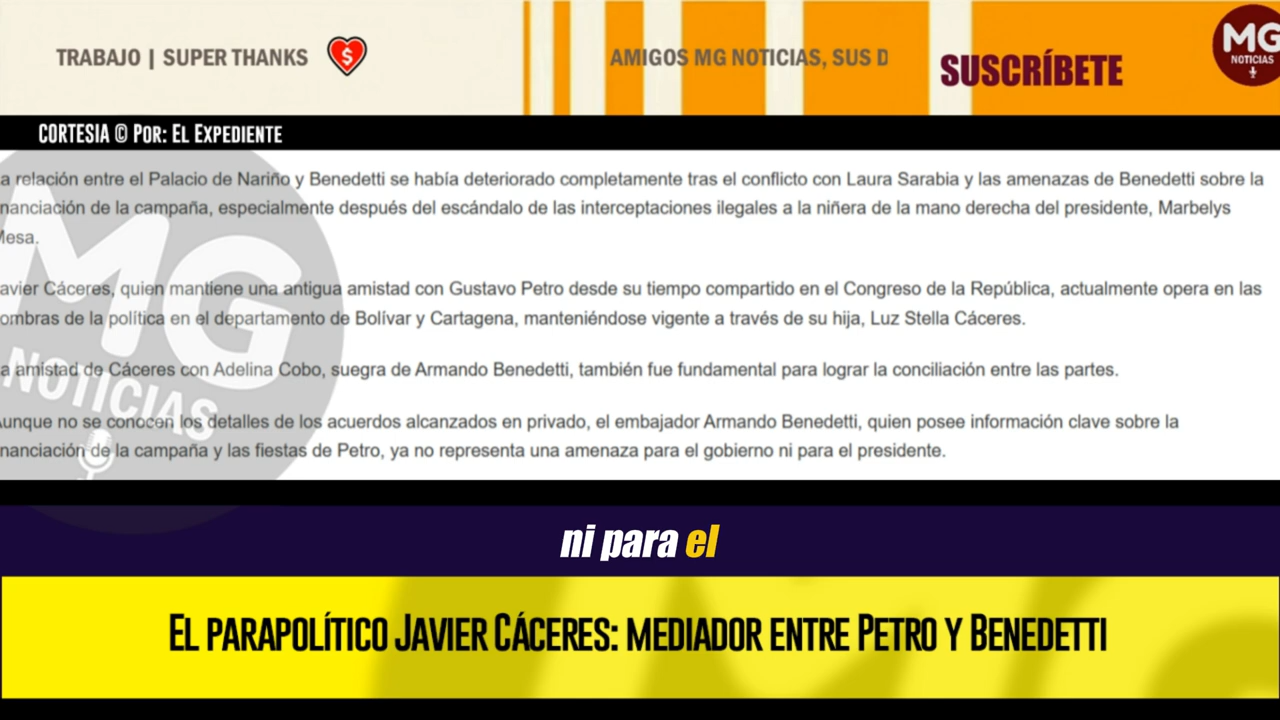 TRABAJO | SUPER THANKS
AMIGOS MG NOTICIAS, SUS D
SUSCRÍBETE
MG
NOTICIAS
CORTESIA © POR: EL EXPEDIENTE
a relación entre el Palacio de Nariño y Benedetti se había deteriorado completamente tras el conflicto con Laura Sarabia y las amenazas de Benedetti sobre la
nanciación de la campaña, especialmente después del escándalo de las interceptaciones ilegales a la niñera de la mano derecha del presidente, Marbelys
Mesa.
avier Cáceres, quien mantiene una antigua amistad con Gustavo Petro desde su tiempo compartido en el Congreso de la República, actualmente opera en las
ombras de la política en el departamento de Bolívar y Cartagena, manteniéndose vigente a través de su hija, Luz Stella Cáceres.
a amistad de Cáceres con Adelina Cobo, suegra de Armando Benedetti, también fue fundamental para lograr la conciliación entre las partes.
Aunque no se conocen los detalles de los acuerdos alcanzados en privado, el embajador Armando Benedetti, quien posee información clave sobre la
nanciación de la campaña y las fiestas de Petro, ya no representa una amenaza para el gobierno ni para el presidente.
MG
NOTICIAS
ni para el
EL PARAPOLÍTICO JAVIER CÁCERES: MEDIADOR ENTRE PETRO Y BENEDETTI